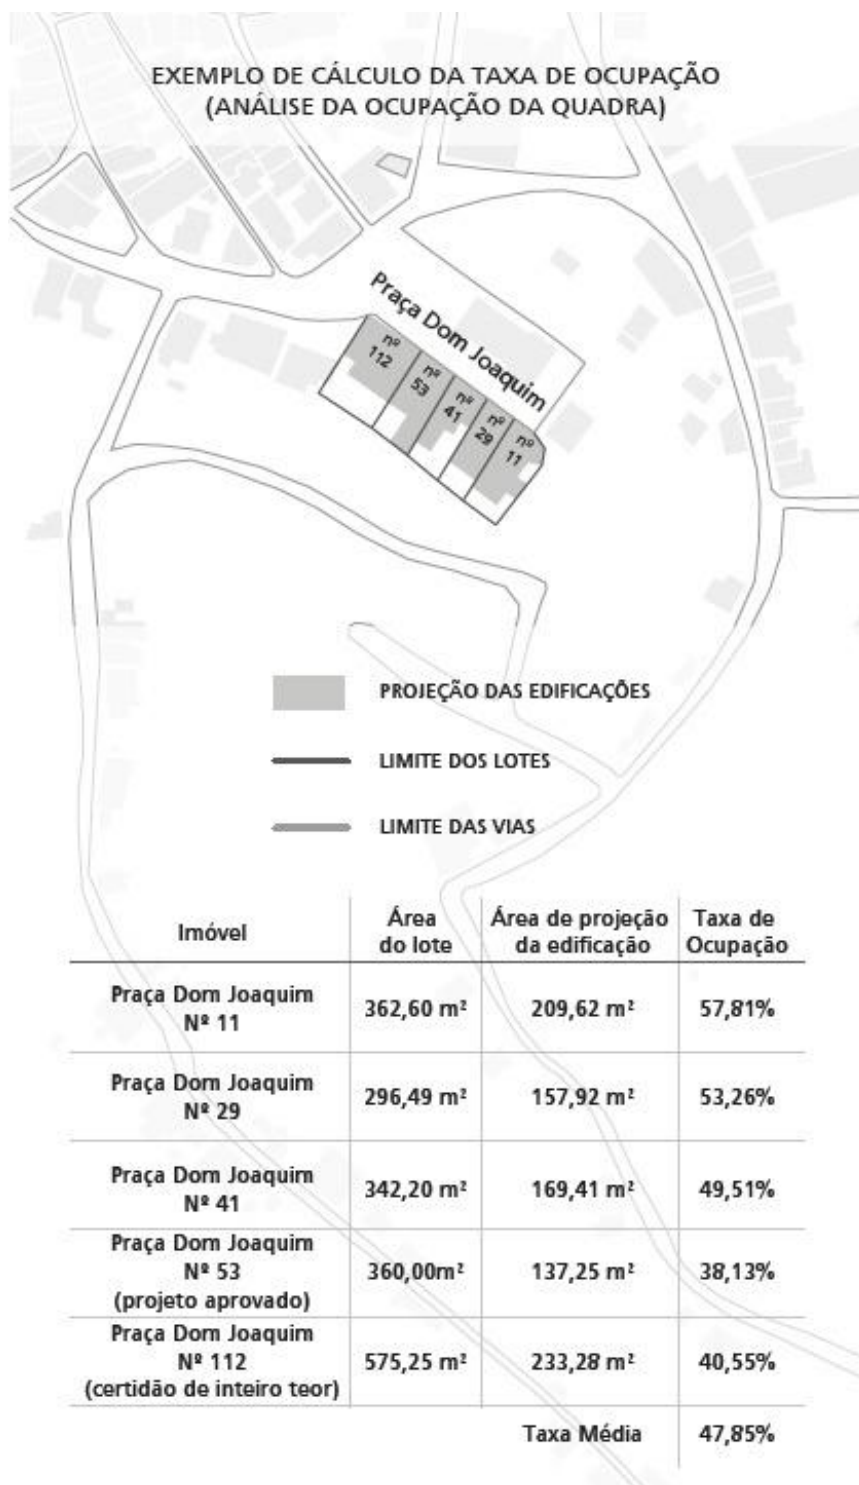 EXEMPLO DE CÁLCULO DA TAXA DE OCUPAÇÃO
(ANÁLISE DA OCUPAÇÃO DA QUADRA)
Praça Dom Joaquim
nº
112
nº
53
nº
41
nº
29
nº
11
PROJEÇÃO DAS EDIFICAÇÕES
LIMITE DOS LOTES
LIMITE DAS VIAS
Imóvel
Área
do lote
Área de projeção
da edificação
Taxa de
Ocupação
Praça Dom Joaquim
Nº 11
362,60 m²
209,62 m²
57,81%
Praça Dom Joaquim
Nº 29
296,49 m²
157,92 m²
53,26%
Praça Dom Joaquim
Nº 41
342,20 m²
169,41 m²
49,51%
Praça Dom Joaquim
Nº 53
(projeto aprovado)
360,00m²
137,25 m²
38,13%
Praça Dom Joaquim
Nº 112
(certidão de inteiro teor)
575,25 m²
233,28 m²
40,55%
Taxa Média
47,85%